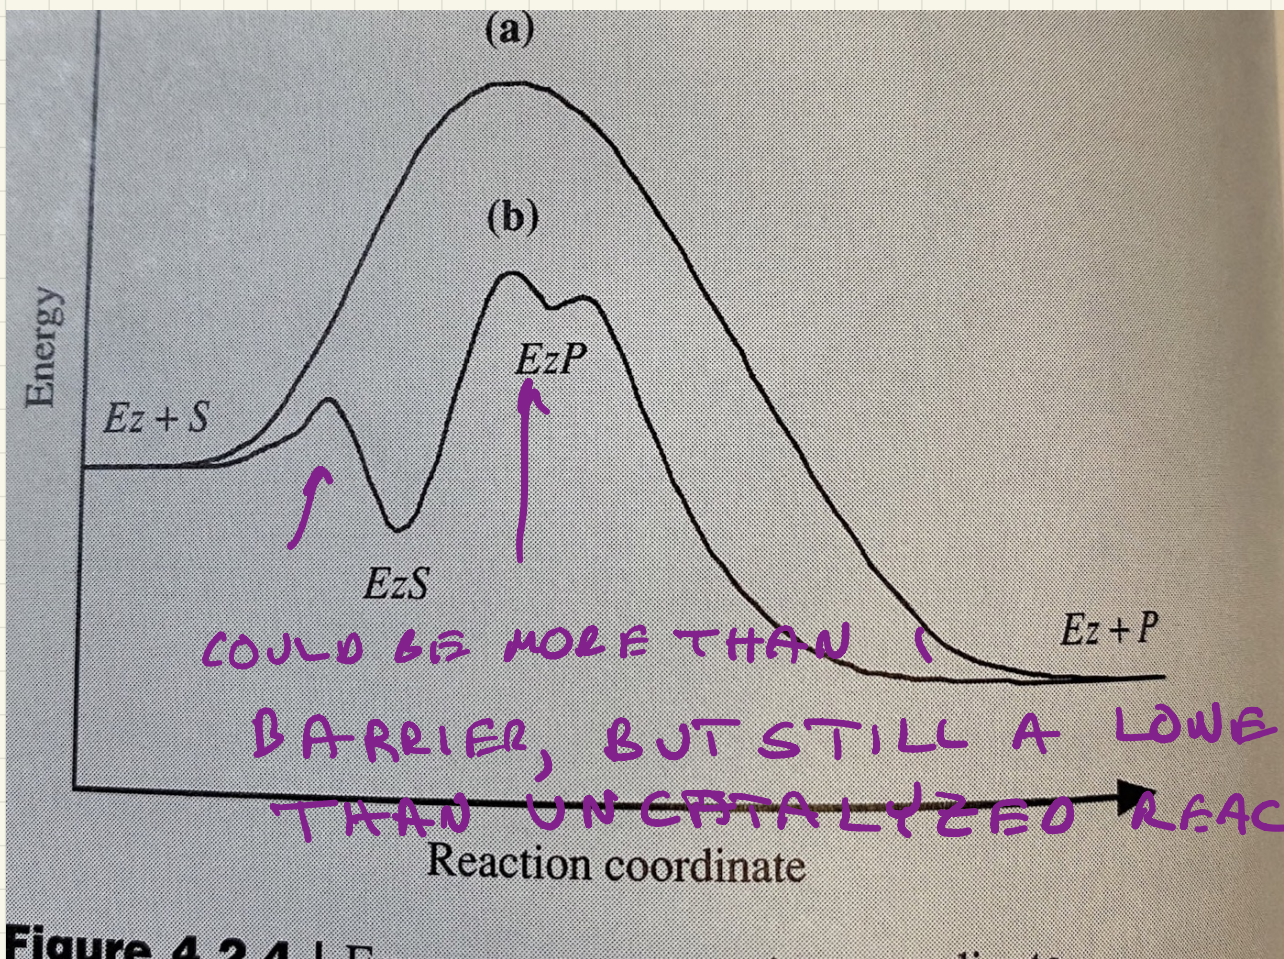 (a)
(b)
Energy
EzP
Ez + S
EzS
Ez + P
COULD BE MORE THAN 1
BARRIER, BUT STILL A LOWE
THAN UNCATALYZED REAC
Reaction coordinate
Figure 4.2.4 |